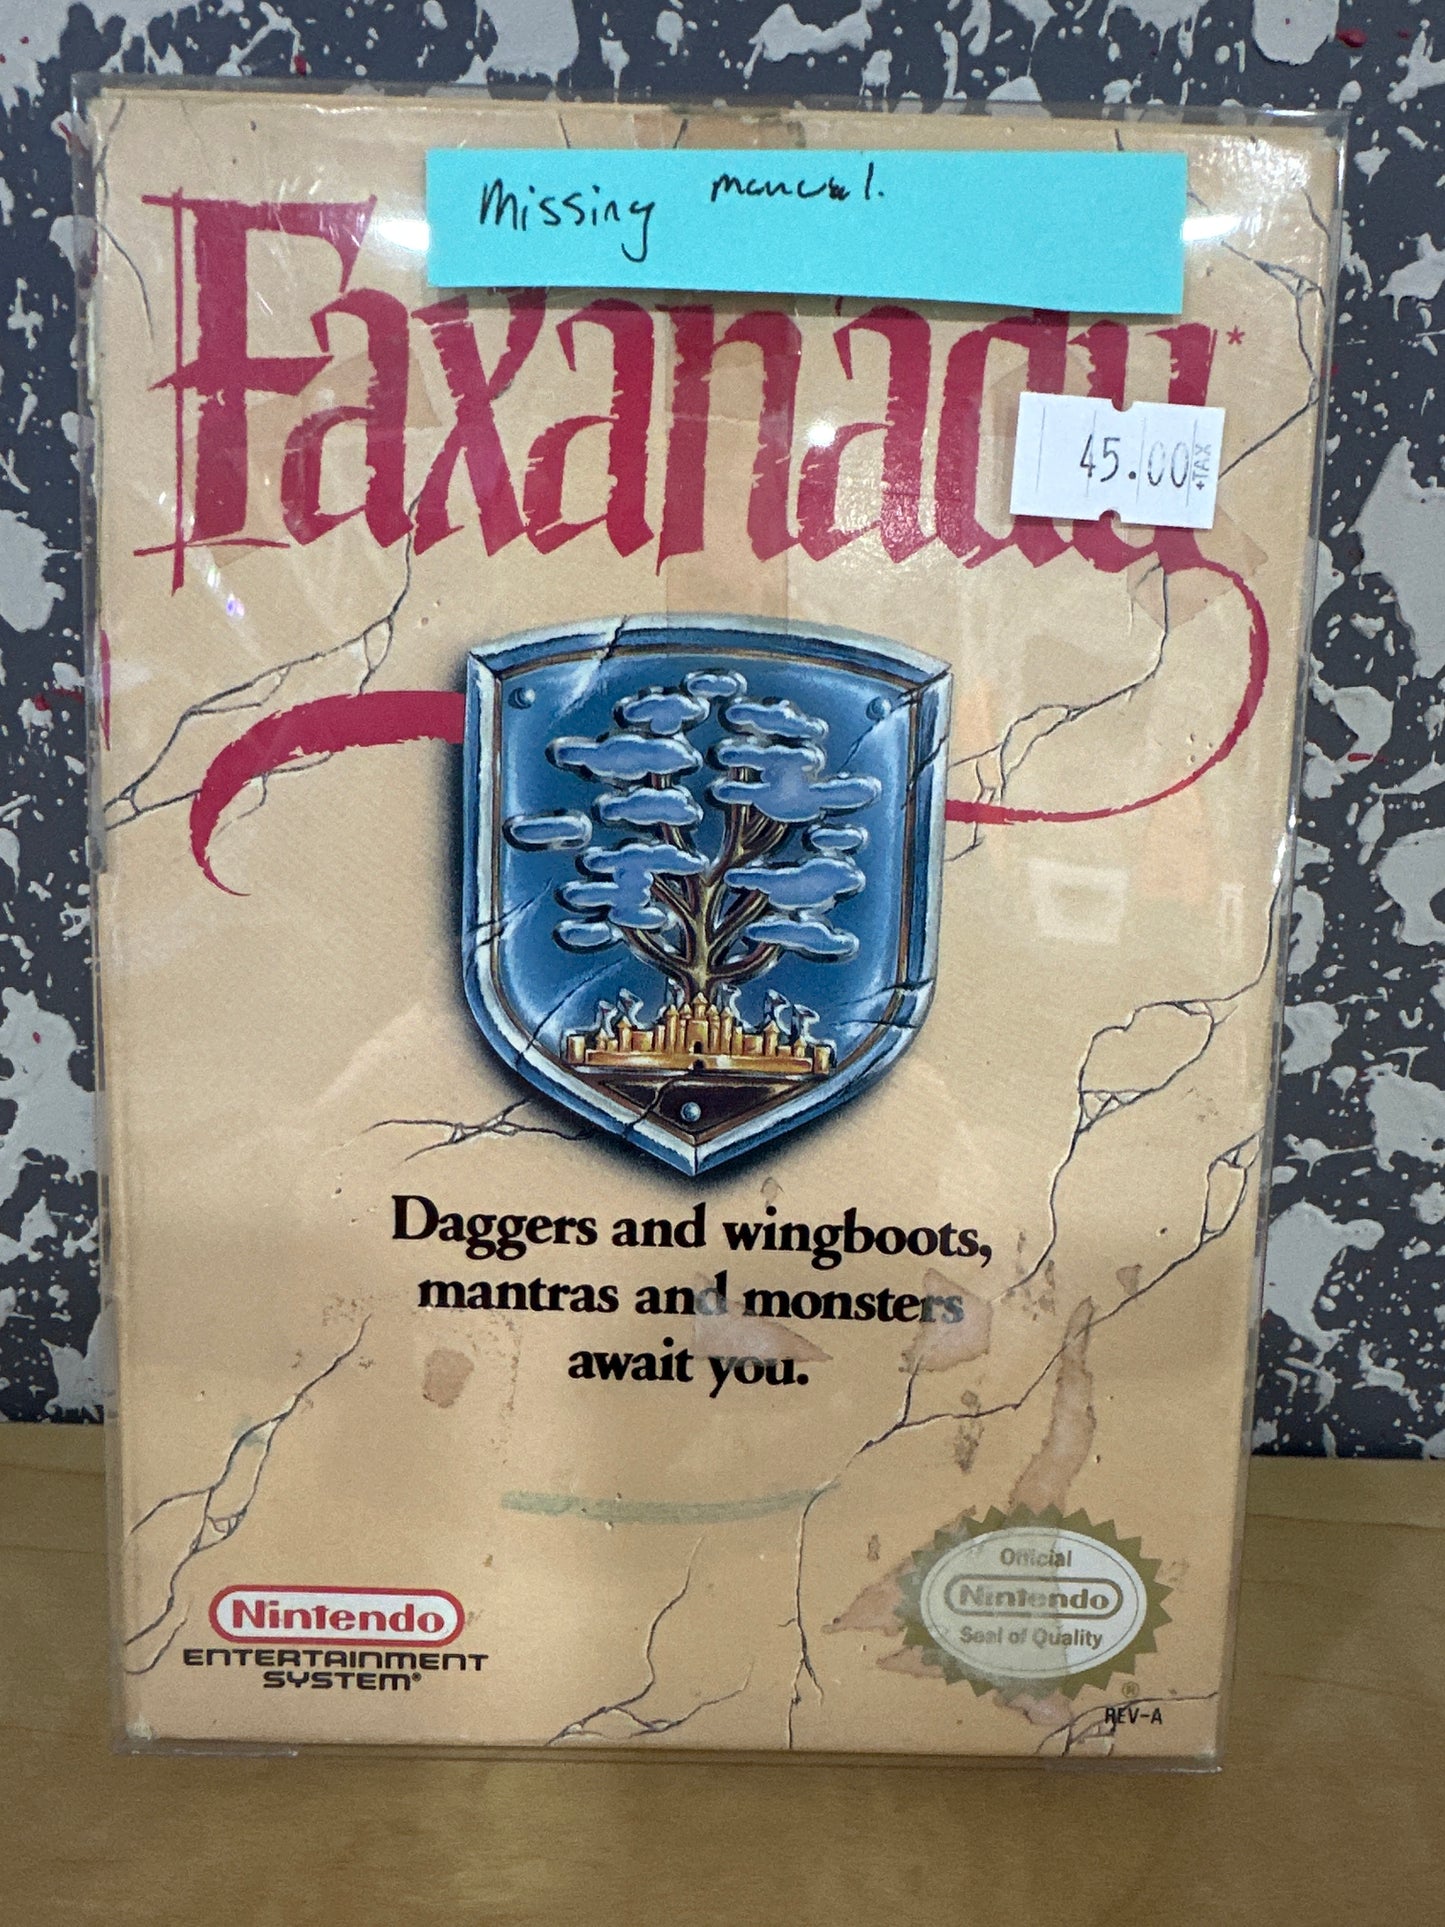 Missing manual.
Faxanadu*
45.00
+TAX
Daggers and wingboots,
mantras and monsters
await you.
Nintendo
ENTERTAINMENT
SYSTEM®
Official
Nintendo
Seal of Quality
®
REV-A